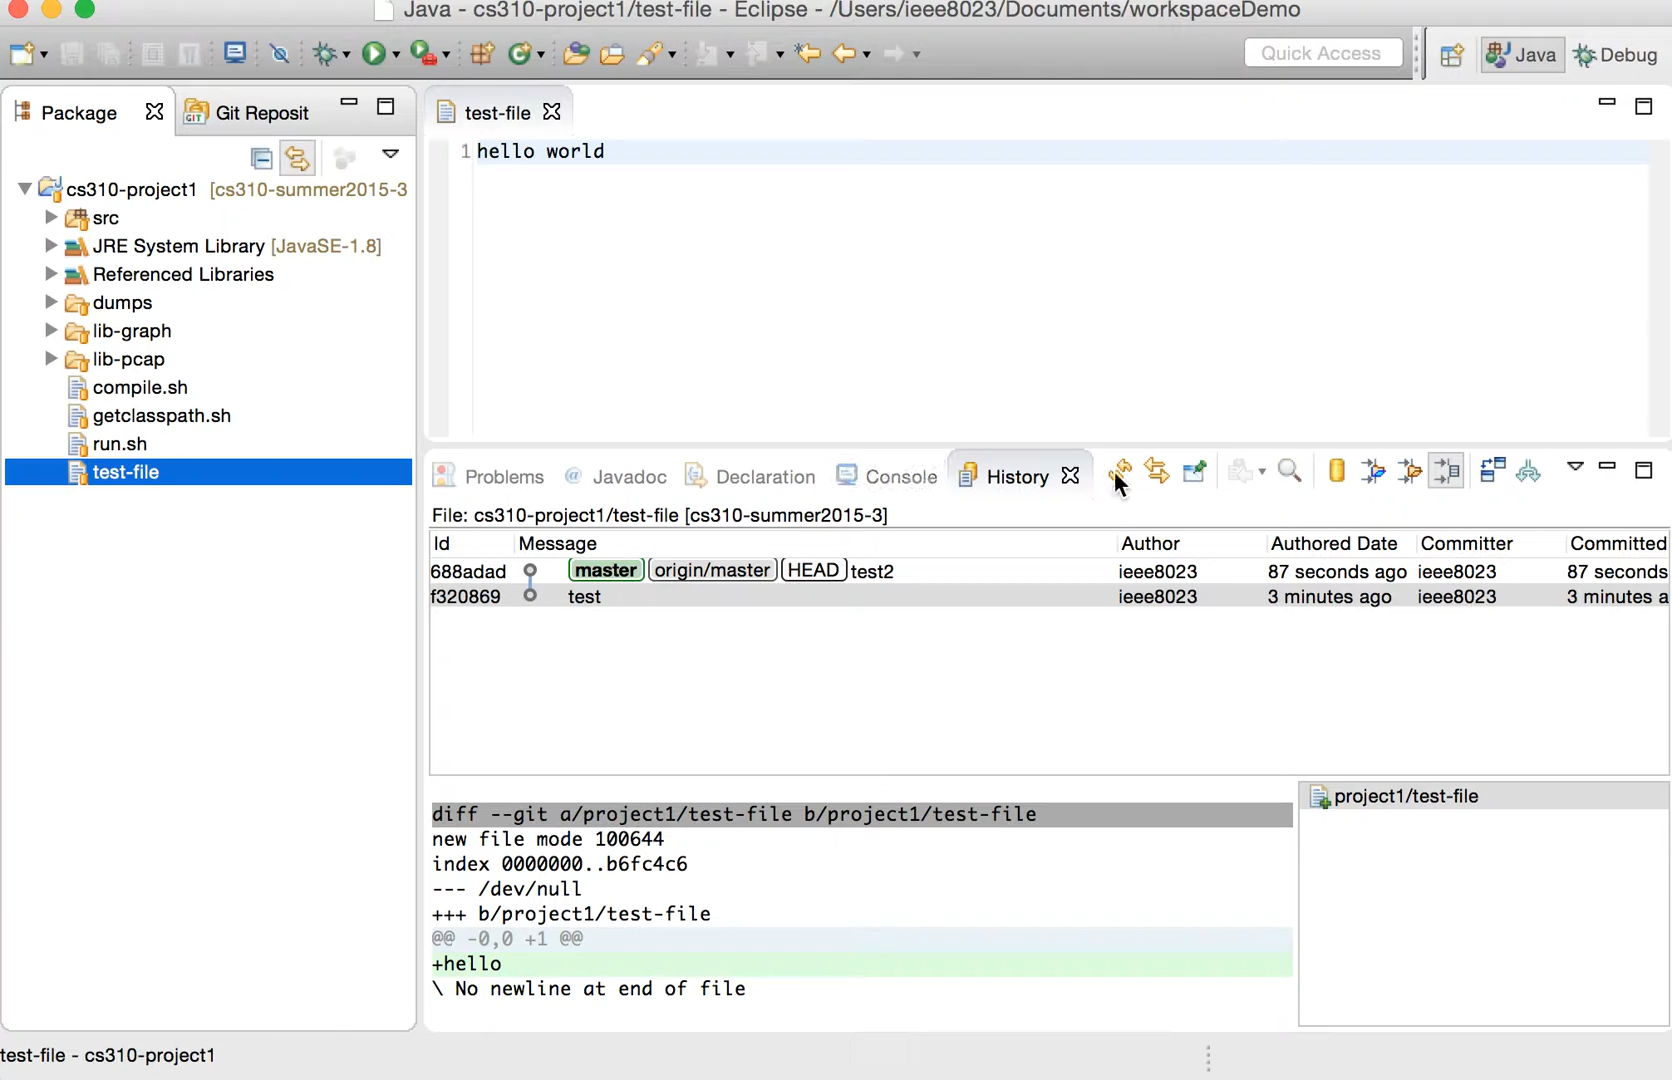 Java - cs310-project1/test-file - Eclipse - /Users/ieee8023/Documents/workspaceDemo
Quick Access
Java
Debug
Package
GIT
Git Reposit
test-file
1 hello world
cs310-project1 [cs310-summer2015-3
src
JRE System Library [JavaSE-1.8]
Referenced Libraries
dumps
lib-graph
lib-pcap
compile.sh
getclasspath.sh
run.sh
test-file
Problems
@ Javadoc
Declaration
Console
History
File: cs310-project1/test-file [cs310-summer2015-3]
Id Message Author Authored Date Committer Committed
688adad master origin/master HEAD test2 ieee8023 87 seconds ago ieee8023 87 seconds
f320869 test ieee8023 3 minutes ago ieee8023 3 minutes a
diff --git a/project1/test-file b/project1/test-file
new file mode 100644
index 0000000..b6fc4c6
--- /dev/null
+++ b/project1/test-file
@@ -0,0 +1 @@
+hello
\ No newline at end of file
project1/test-file
test-file - cs310-project1